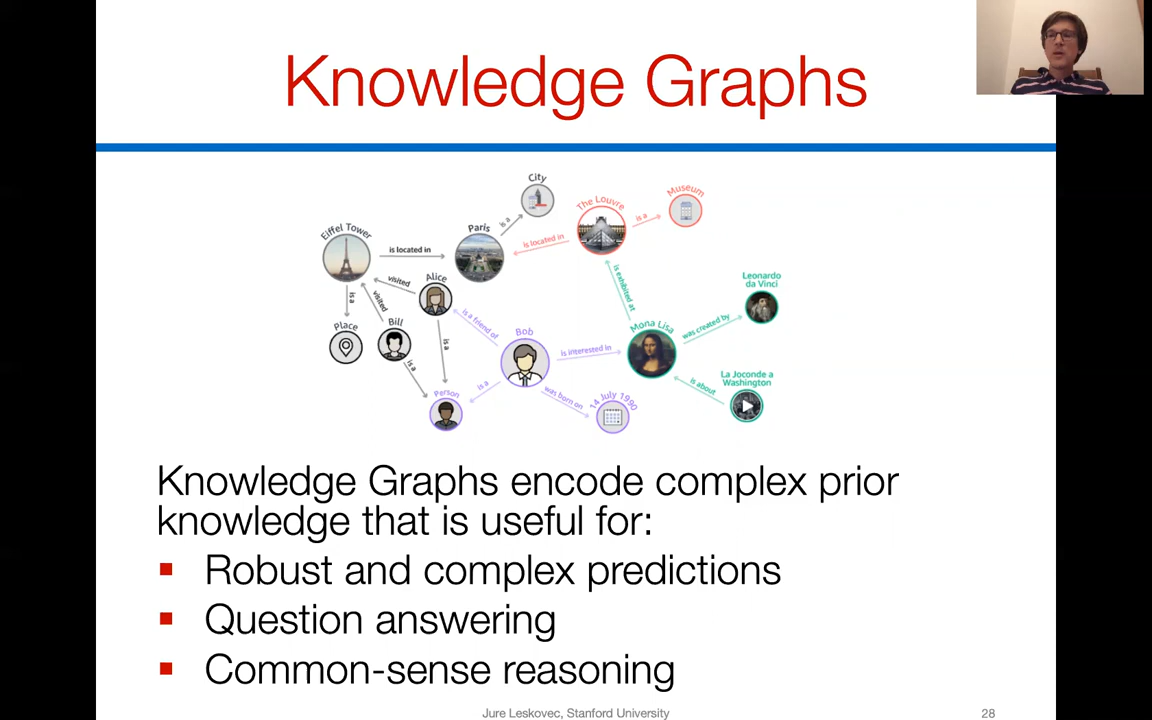 Knowledge Graphs
City
The Louvre
Museum
is a
is a
Eiffel Tower
Paris
is located in
is located in
visited
Alice
is exhibited at
Leonardo
da Vinci
is a
visited
Place
Bill
is a friend of
Bob
Mona Lisa
was created by
is a
is interested in
is a
La Joconde a
Washington
Person
is a
was born on
14 July 1990
is about
Knowledge Graphs encode complex prior
knowledge that is useful for:
Robust and complex predictions
Question answering
Common-sense reasoning
Jure Leskovec, Stanford University
28